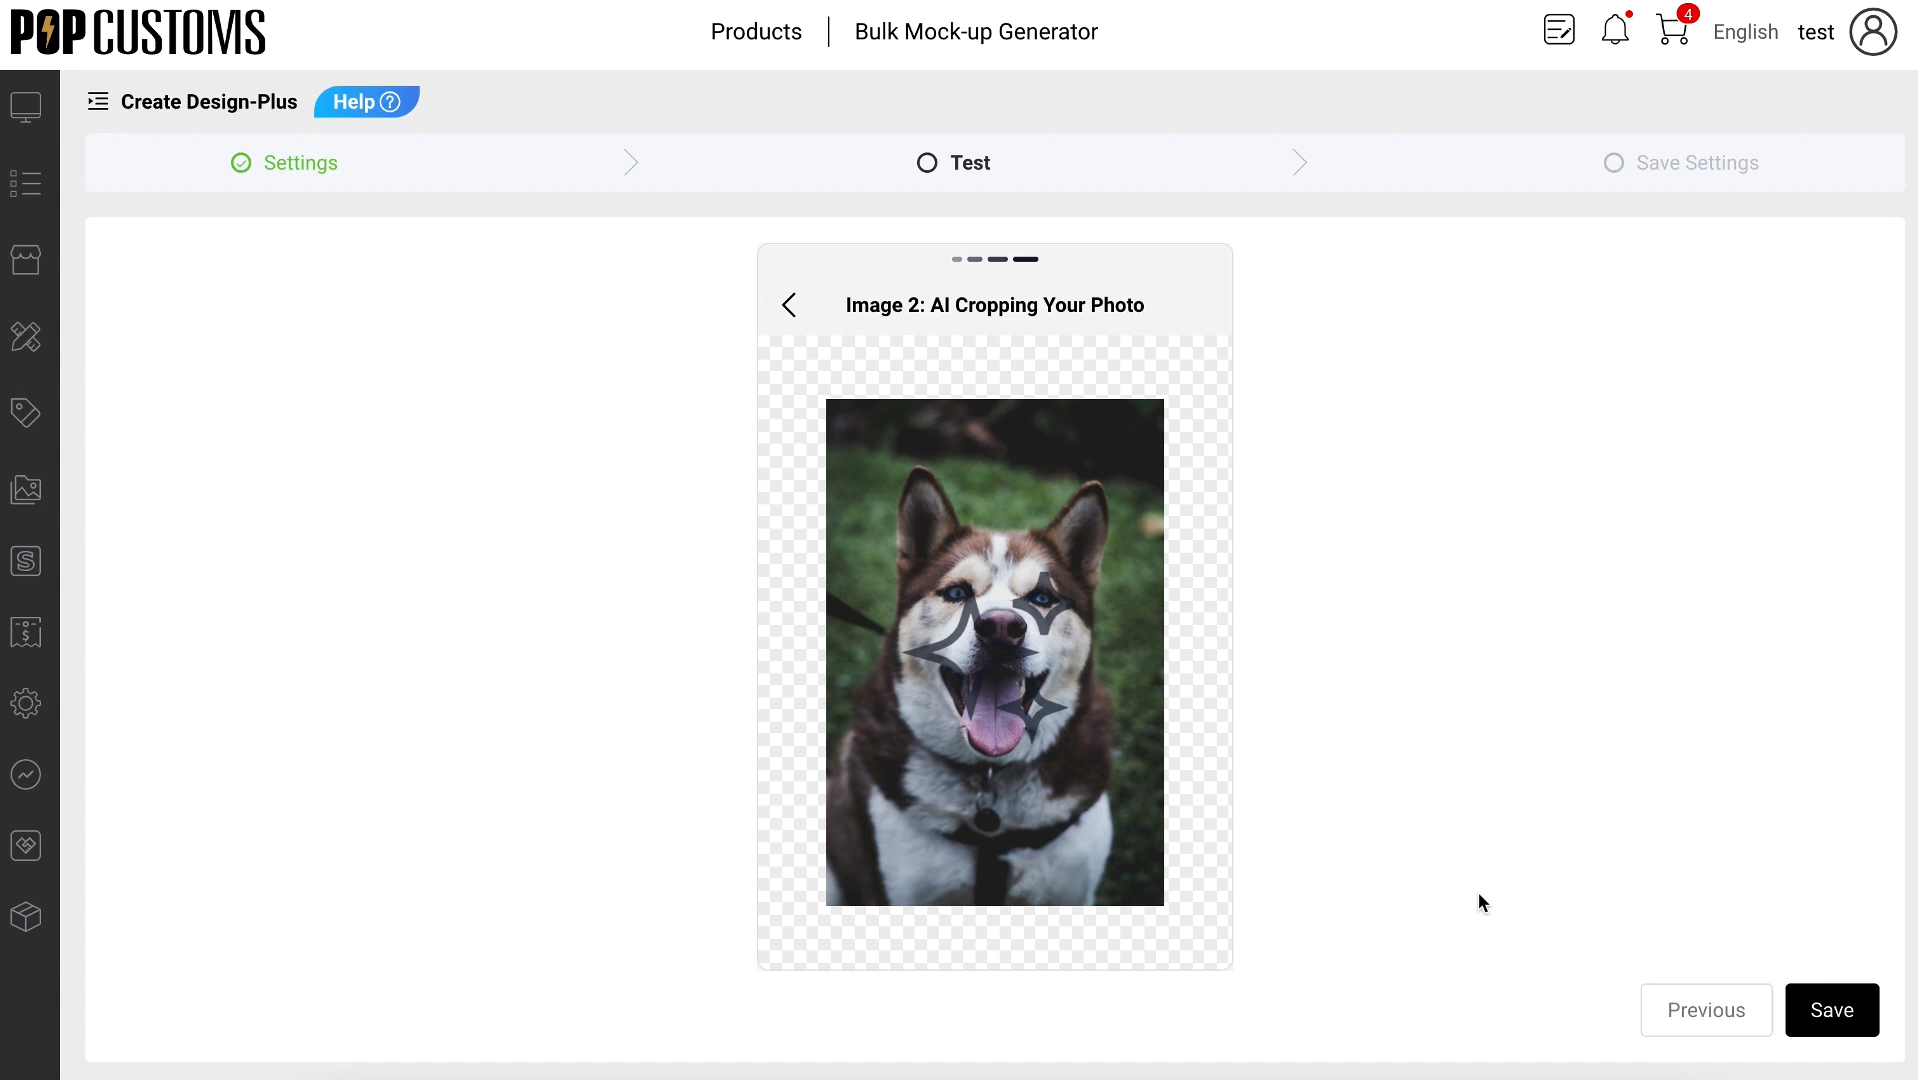 POP CUSTOMS
Products
Bulk Mock-up Generator
4
English
test
Create Design-Plus
Help ?
Settings
Test
Save Settings
Image 2: AI Cropping Your Photo
Previous
Save